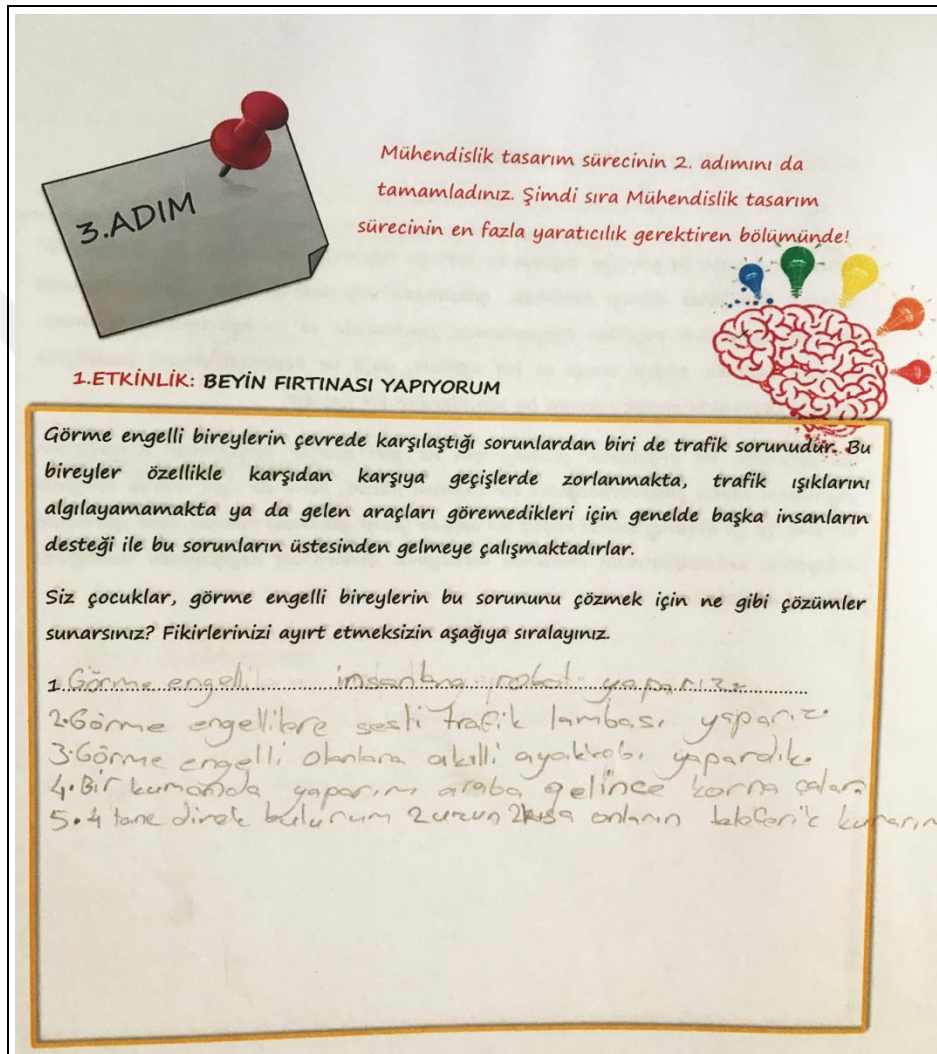 3.ADIM
Mühendislik tasarım sürecinin 2. adımını da
tamamladınız. Şimdi sıra Mühendislik tasarım
sürecinin en fazla yaratıcılık gerektiren bölümünde!
1.ETKİNLİK: BEYİN FIRTINASI YAPIYORUM
Görme engelli bireylerin çevrede karşılaştığı sorunlardan biri de trafik sorunudur. Bu
bireyler özellikle karşıdan karşıya geçişlerde zorlanmakta, trafik ışıklarını
algılayamamakta ya da gelen araçları göremedikleri için genelde başka insanların
desteği ile bu sorunların üstesinden gelmeye çalışmaktadırlar.
Siz çocuklar, görme engelli bireylerin bu sorununu çözmek için ne gibi çözümler
sunarsınız? Fikirlerinizi ayırt etmeksizin aşağıya sıralayınız.
1.Görme engelli insanlara robot yaparız.
2.Görme engellilere sesli trafik lambası yaparız.
3.Görme engelli olanlara akıllı ayakkabı yapardık.
4.Bir kumanda yaparım araba gelince korna çalar.
5.4 tane direk bulurum 2 uzun 2 kısa onların teleferik kurarım